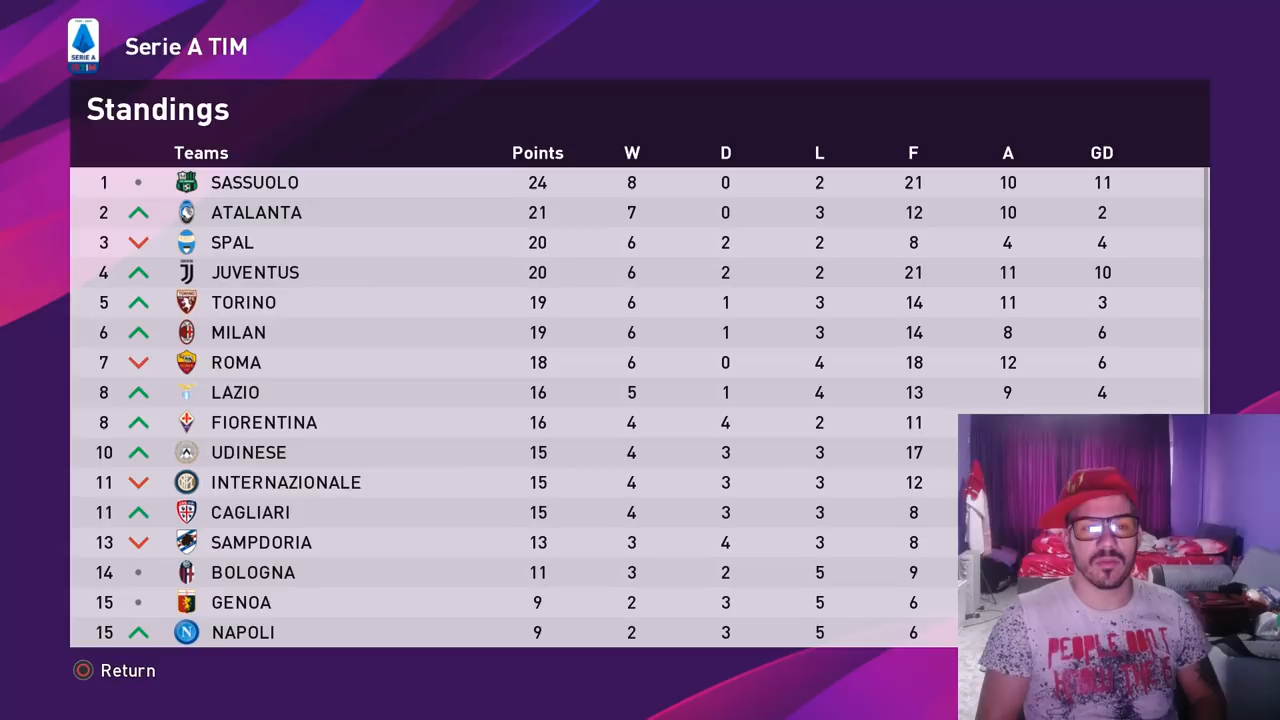 SERIE A
TIM
Serie A TIM
Standings
Teams Points W D L F A GD
1 SASSUOLO 24 8 0 2 21 10 11
2 ATALANTA 21 7 0 3 12 10 2
3 SPAL 20 6 2 2 8 4 4
4 JUVENTUS 20 6 2 2 21 11 10
5 TORINO 19 6 1 3 14 11 3
6 MILAN 19 6 1 3 14 8 6
7 ROMA 18 6 0 4 18 12 6
8 LAZIO 16 5 1 4 13 9 4
8 FIORENTINA 16 4 4 2 11
10 UDINESE 15 4 3 3 17
11 INTERNAZIONALE 15 4 3 3 12
11 CAGLIARI 15 4 3 3 8
13 SAMPDORIA 13 3 4 3 8
14 BOLOGNA 11 3 2 5 9
15 GENOA 9 2 3 5 6
15 NAPOLI 9 2 3 5 6
Return
PEOPLE DON'T
KNOW THE